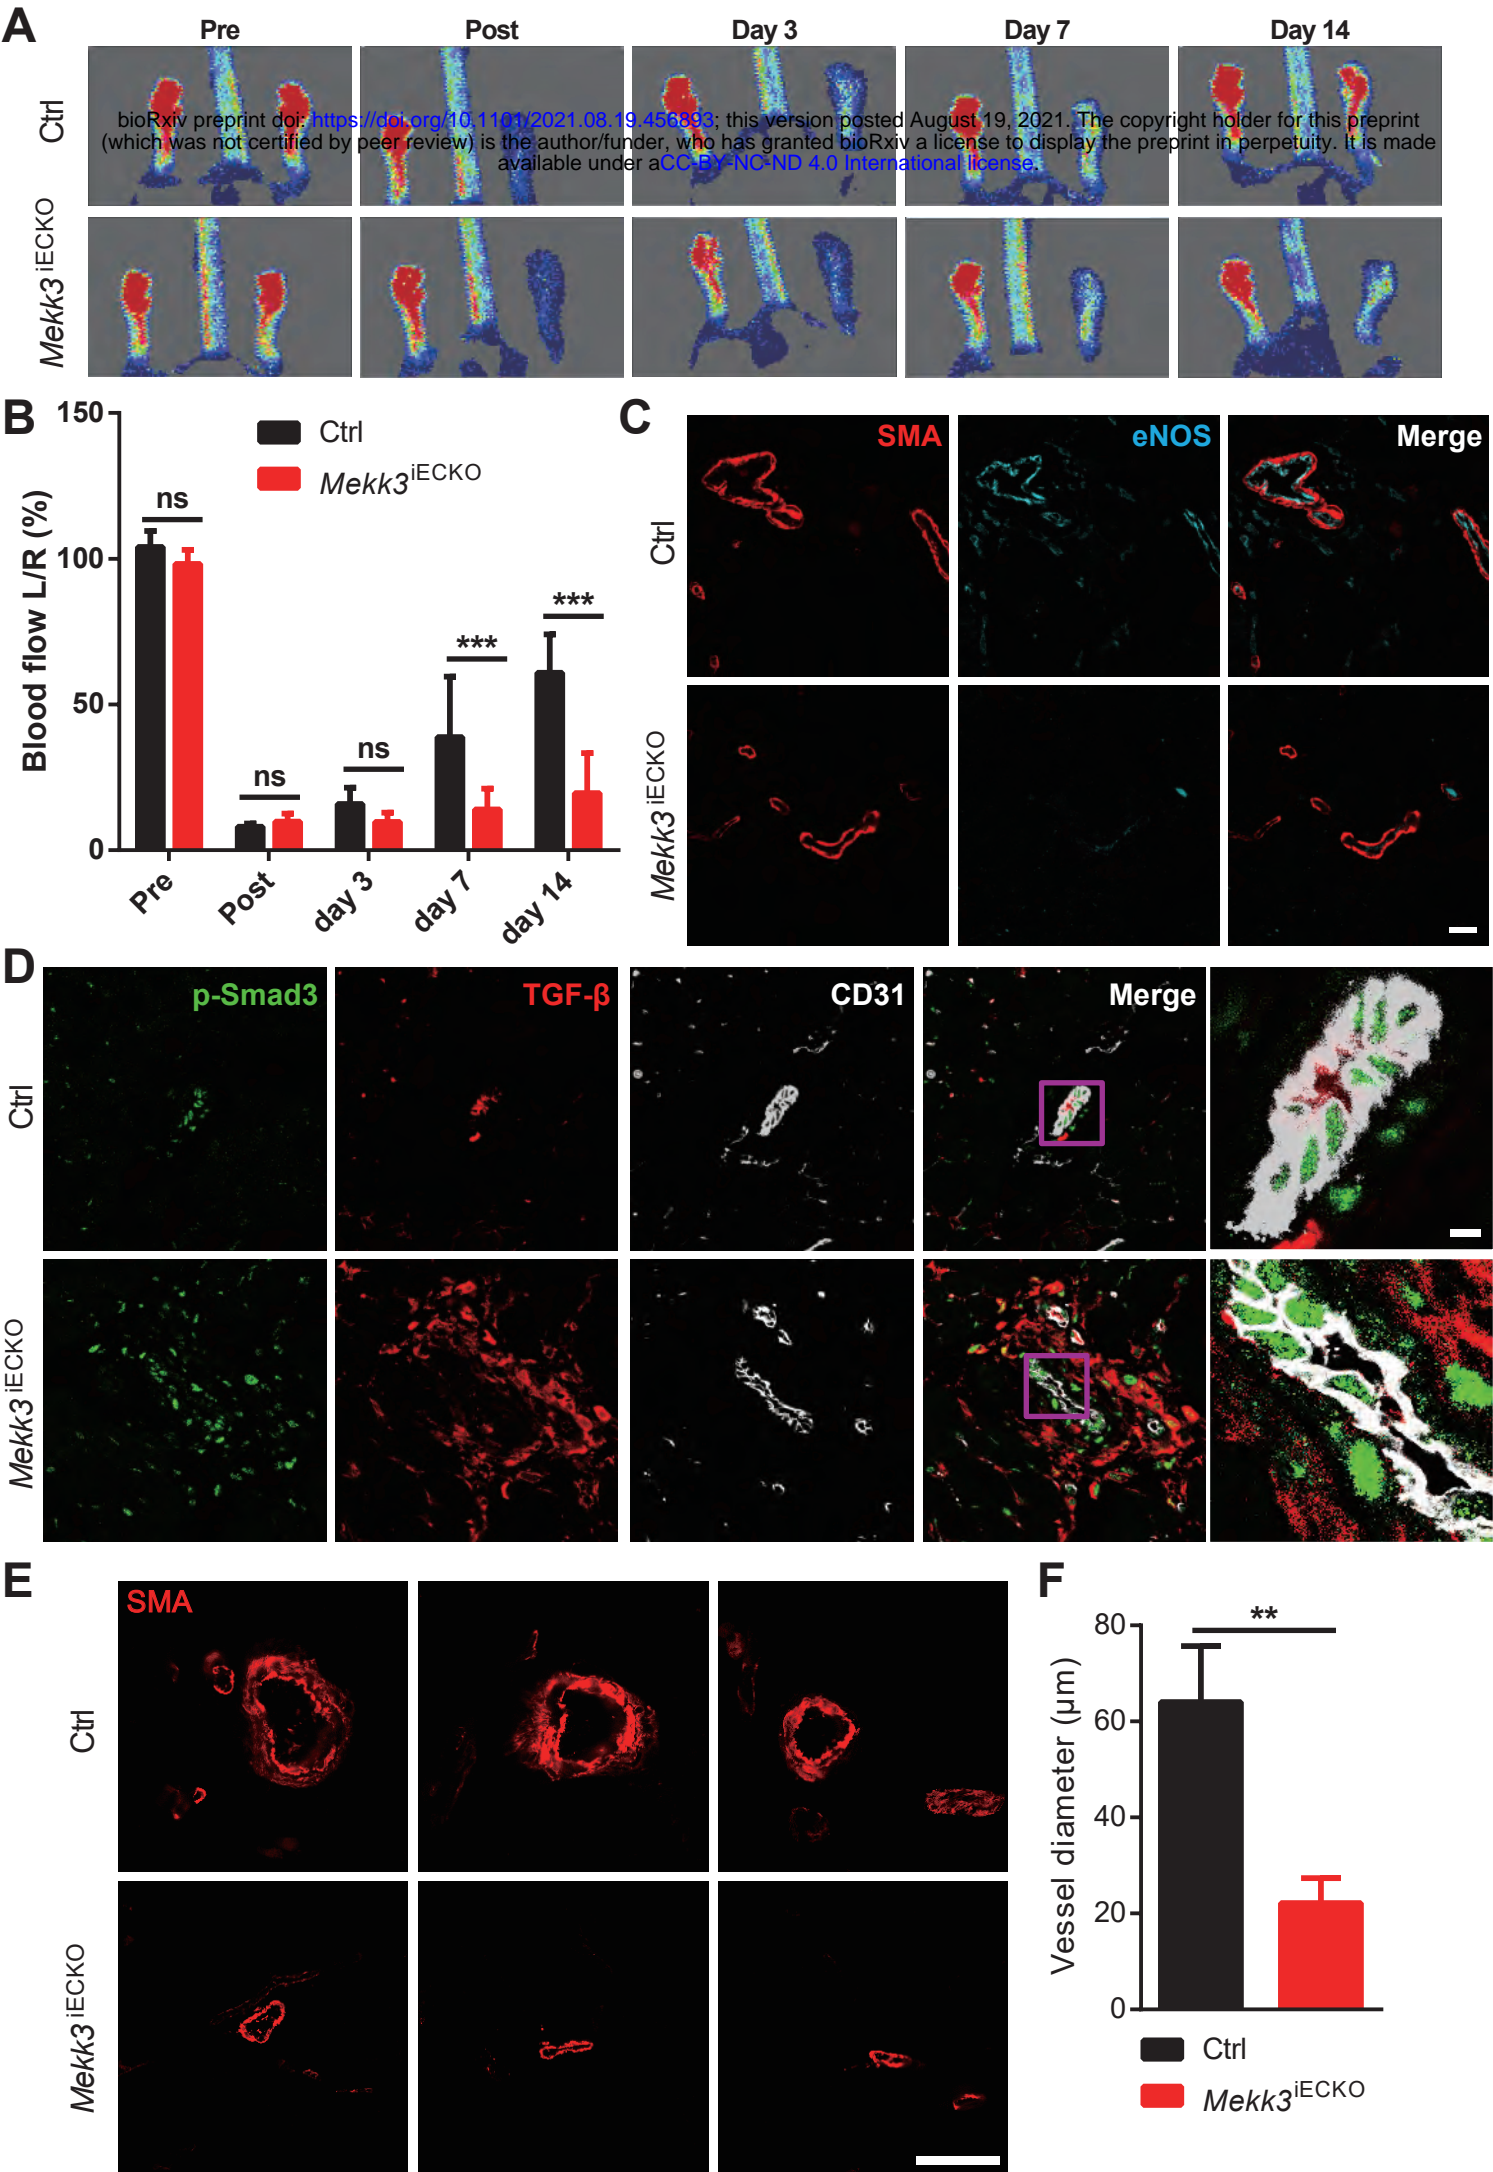 A
Pre Post Day 3 Day 7 Day 14
Ctrl
bioRxiv preprint doi: https://doi.org/10.1101/2021.08.19.456893; this version posted August 19, 2021. The copyright holder for this preprint
(which was not certified by peer review) is the author/funder, who has granted bioRxiv a license to display the preprint in perpetuity. It is made
available under aCC-BY-NC-ND 4.0 International license.
Mekk3 iECKO
B
Blood flow L/R (%)
150
100
50
0
Ctrl
Mekk3 iECKO
ns
ns
ns
***
***
Pre
Post
day 3
day 7
day 14
C
SMA eNOS Merge
Ctrl
Mekk3 iECKO
D
p-Smad3 TGF-β CD31 Merge
Ctrl
Mekk3 iECKO
E
SMA
Ctrl
Mekk3 iECKO
F
Vessel diameter (μm)
80
60
40
20
0
**
Ctrl
Mekk3 iECKO